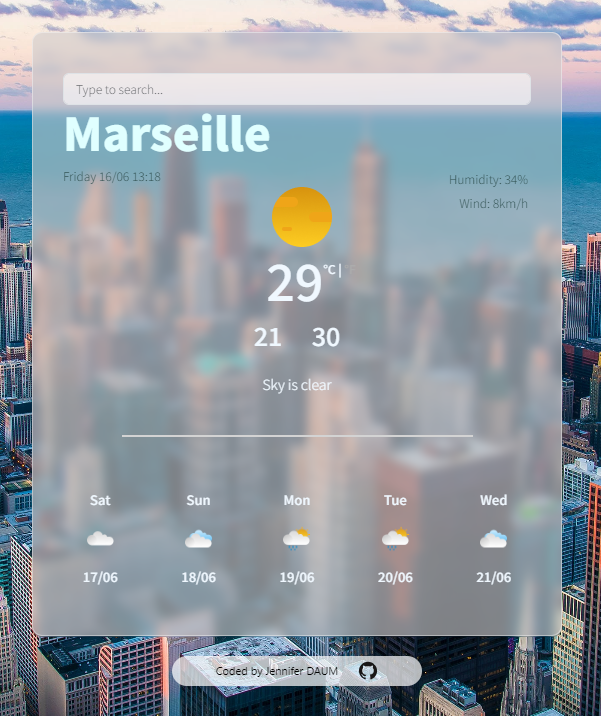 Type to search...
Marseille
Friday 16/06 13:18
Humidity: 34%
Wind: 8km/h
29°C | °F
21 30
Sky is clear
Sat Sun Mon Tue Wed
17/06 18/06 19/06 20/06 21/06
Coded by Jennifer DAUM